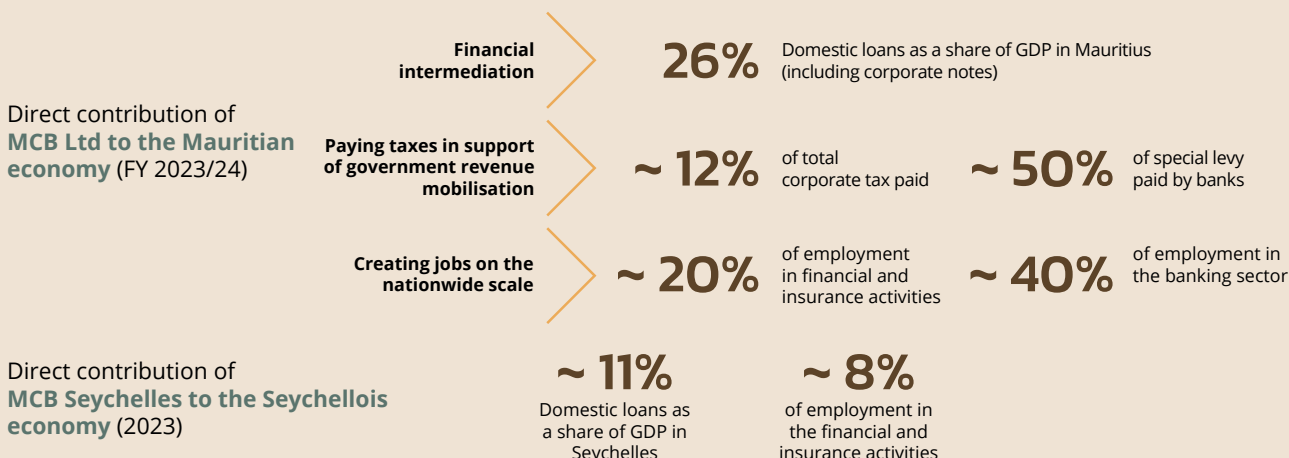 Direct contribution of
MCB Ltd to the Mauritian
economy (FY 2023/24)
Financial
intermediation
26%
Domestic loans as a share of GDP in Mauritius
(including corporate notes)
Paying taxes in support
of government revenue
mobilisation
~ 12%
of total
corporate tax paid
~ 50%
of special levy
paid by banks
Creating jobs on the
nationwide scale
~ 20%
of employment
in financial and
insurance activities
~ 40%
of employment in
the banking sector
Direct contribution of
MCB Seychelles to the Seychellois
economy (2023)
~ 11%
Domestic loans as
a share of GDP in
Seychelles
~ 8%
of employment in
the financial and
insurance activities